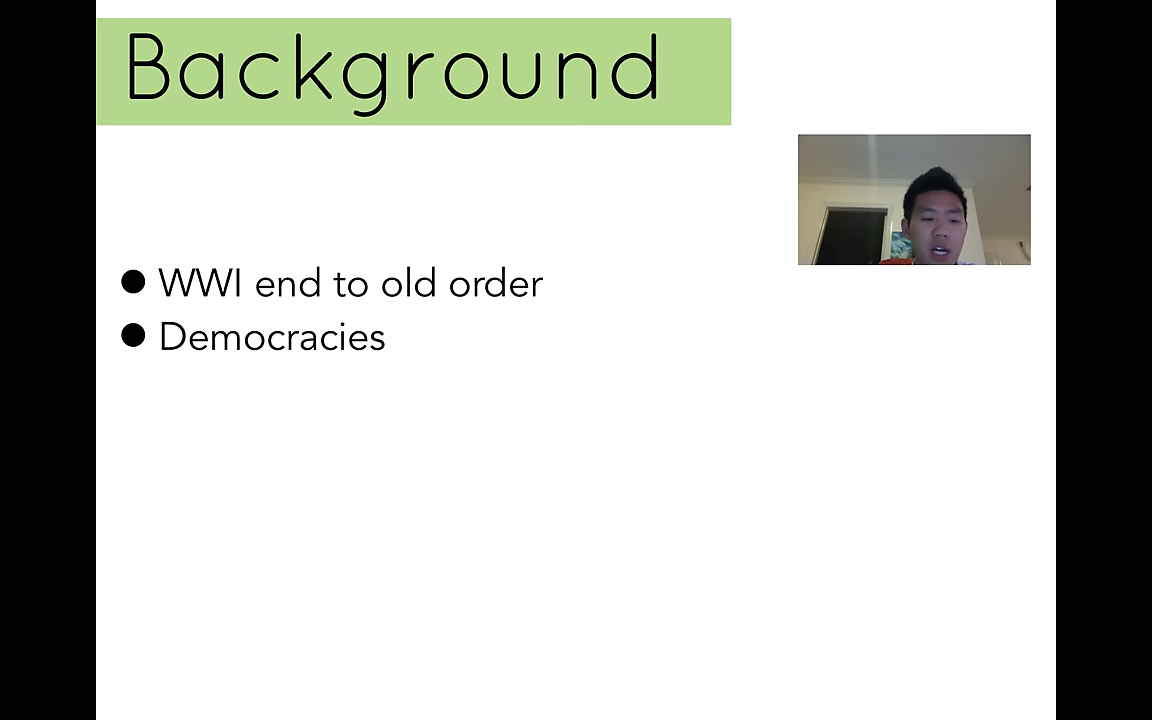 Background
● WWI end to old order
● Democracies